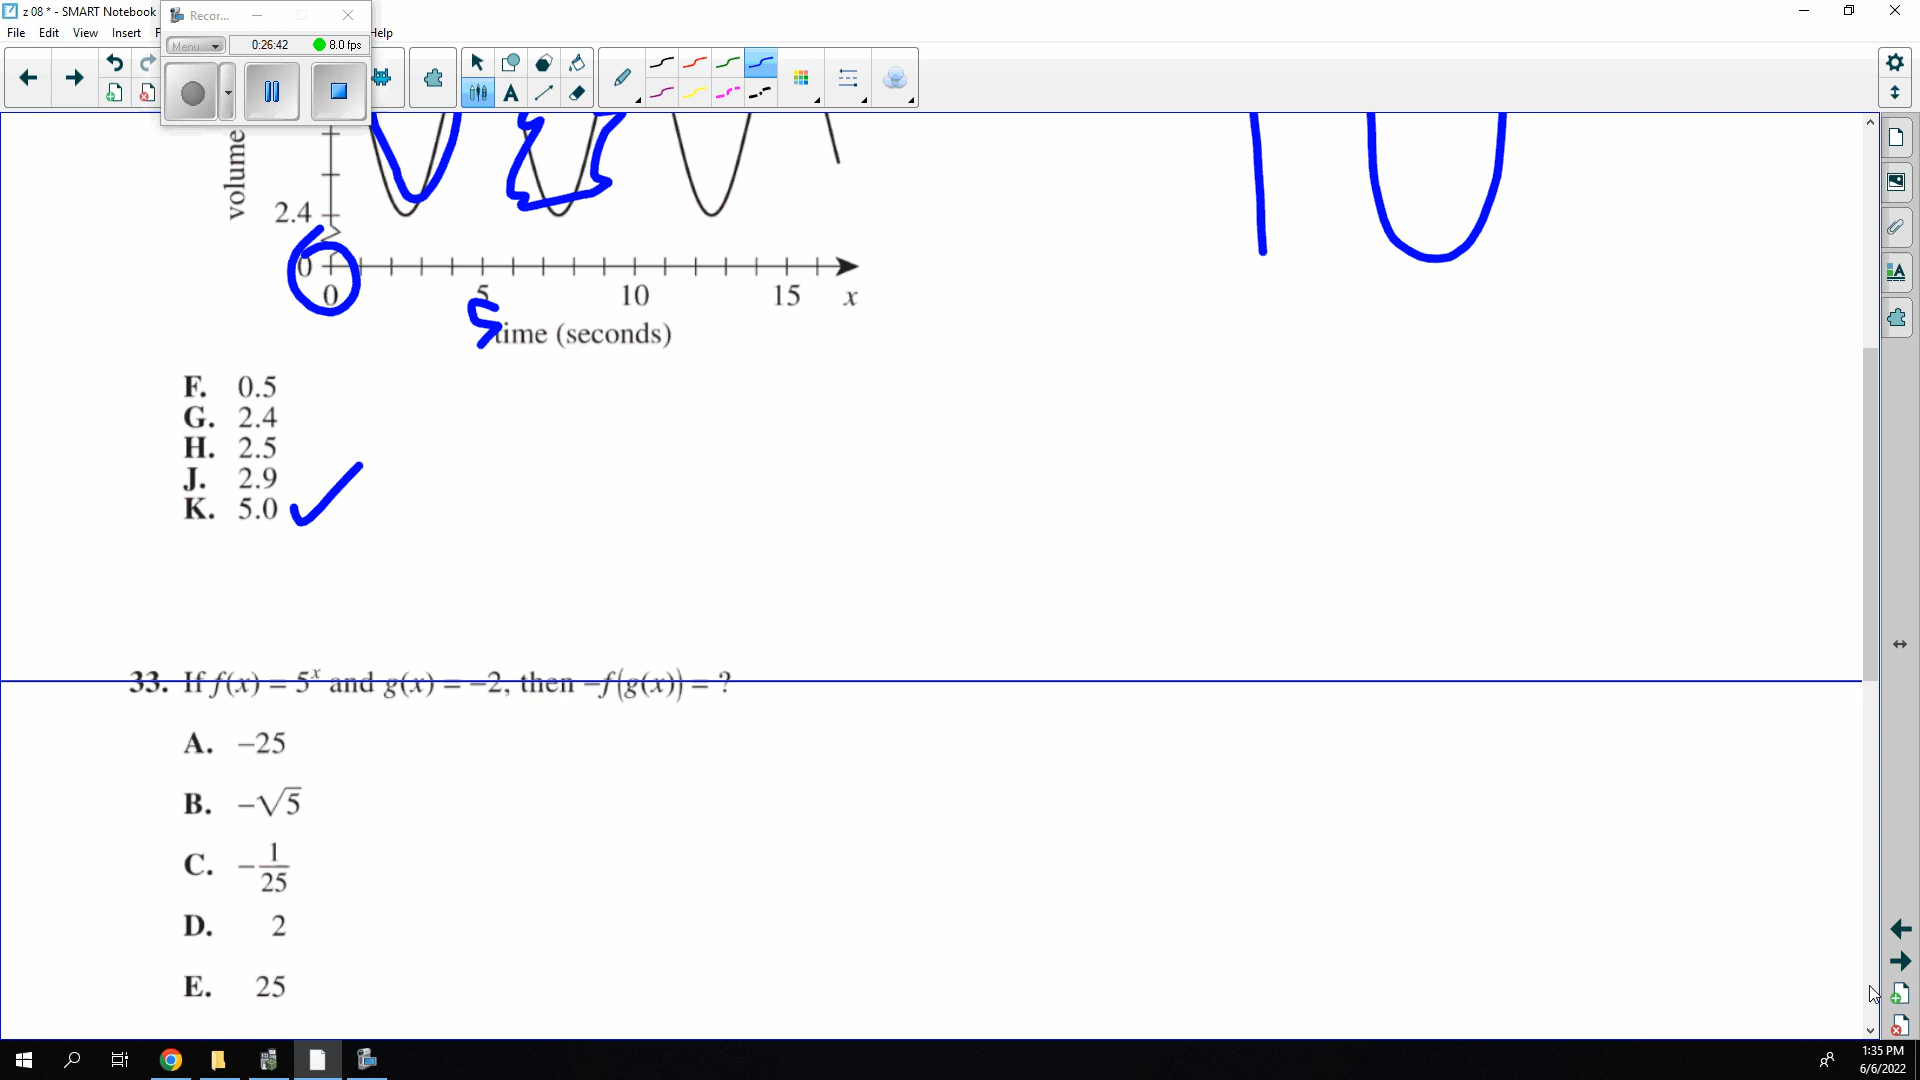 z 08 * - SMART Notebook
Recor...
File Edit View Insert F
Help
Menu
0:26:42
8.0 fps
volume
2.4
0
0 5 10 15 x
5
time (seconds)
10
F. 0.5
G. 2.4
H. 2.5
J. 2.9
K. 5.0
33. If f(x) = 5ˣ and g(x) = −2, then −f(g(x)) = ?
A. −25
B. −√5
C. −1/25
D. 2
E. 25
1:35 PM
6/6/2022